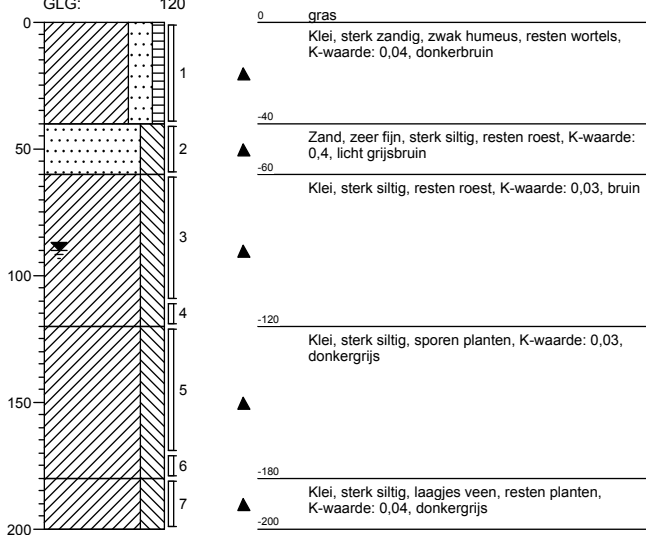 GLG: 120
0
50
100
150
200
1
2
3
4
5
6
7
0 gras
Klei, sterk zandig, zwak humeus, resten wortels,
K-waarde: 0,04, donkerbruin
-40
Zand, zeer fijn, sterk siltig, resten roest, K-waarde:
0,4, licht grijsbruin
-60
Klei, sterk siltig, resten roest, K-waarde: 0,03, bruin
-120
Klei, sterk siltig, sporen planten, K-waarde: 0,03,
donkergrijs
-180
Klei, sterk siltig, laagjes veen, resten planten,
K-waarde: 0,04, donkergrijs
-200